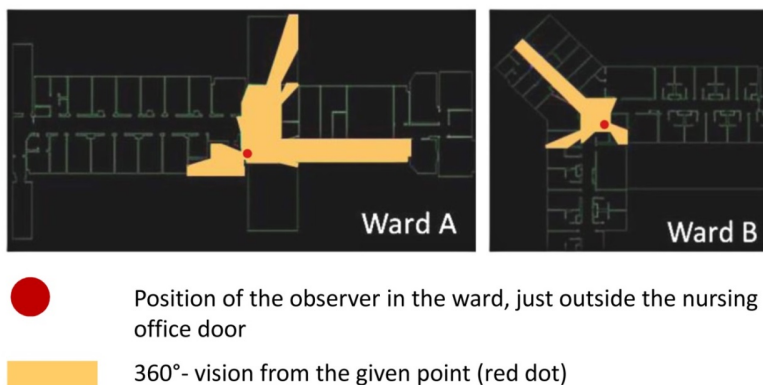 Ward A
Ward B
Position of the observer in the ward, just outside the nursing
office door
360°- vision from the given point (red dot)